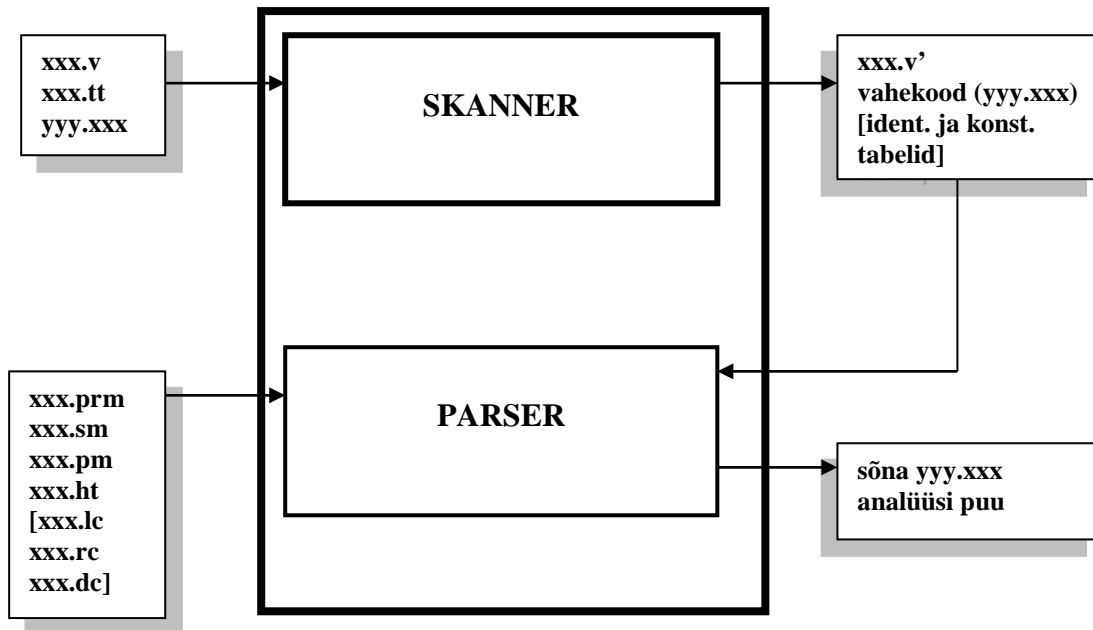 xxx.v
xxx.tt
yyy.xxx
SKANNER
xxx.v’
vahekood (yyy.xxx)
[ident. ja konst.
tabelid]
xxx.prm
xxx.sm
xxx.pm
xxx.ht
[xxx.lc
xxx.rc
xxx.dc]
PARSER
sõna yyy.xxx
analüüsi puu